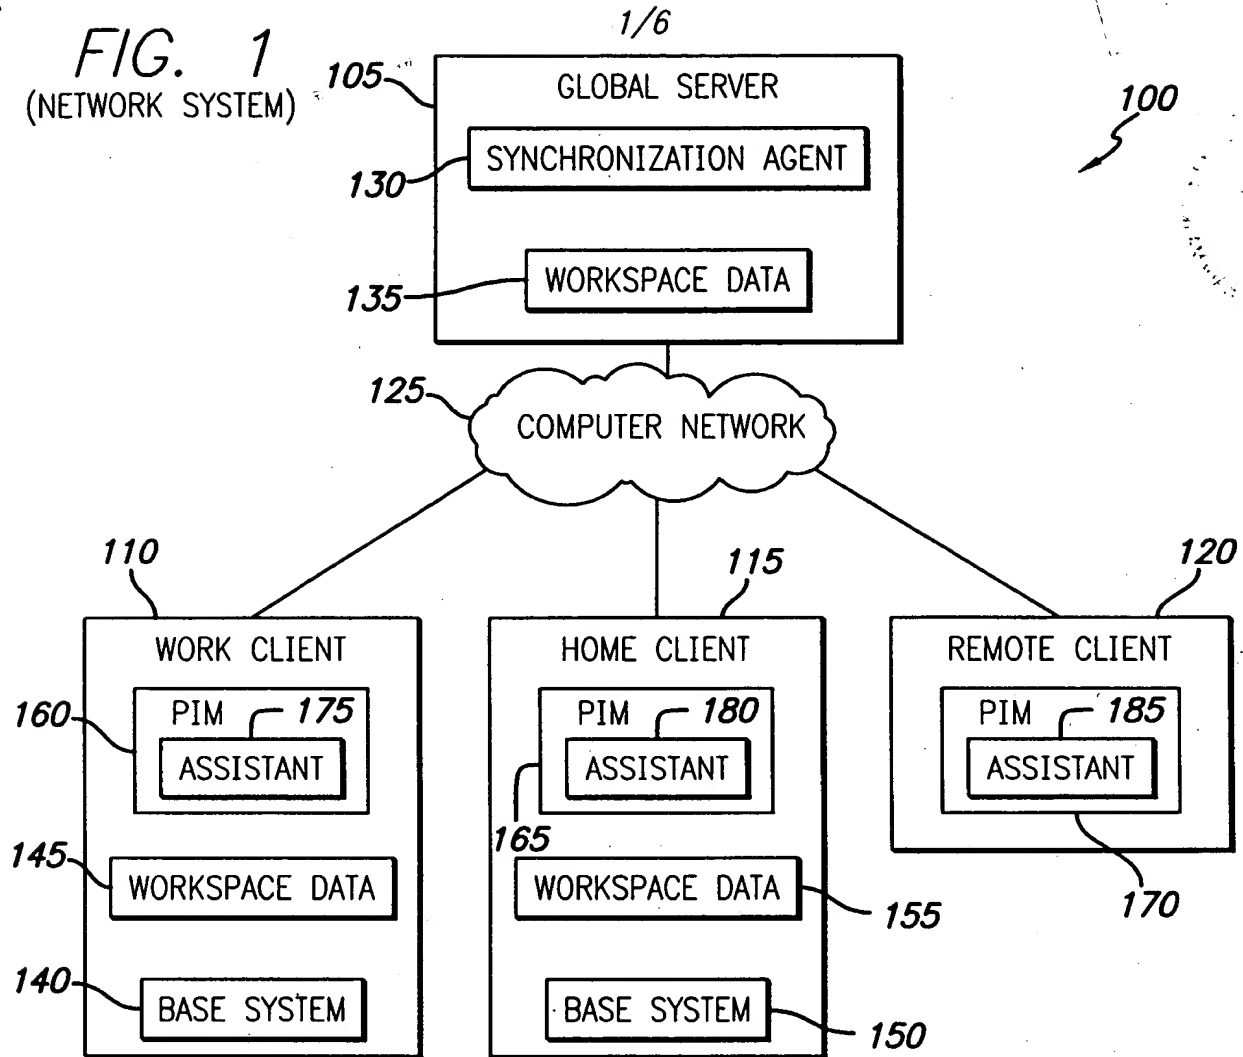 1/6
FIG. 1
(NETWORK SYSTEM)
105
GLOBAL SERVER
100
130
SYNCHRONIZATION AGENT
135
WORKSPACE DATA
125
COMPUTER NETWORK
110
115
120
WORK CLIENT
160
PIM
175
ASSISTANT
145
WORKSPACE DATA
140
BASE SYSTEM
HOME CLIENT
PIM
180
ASSISTANT
165
WORKSPACE DATA
155
BASE SYSTEM
150
REMOTE CLIENT
PIM
185
ASSISTANT
170